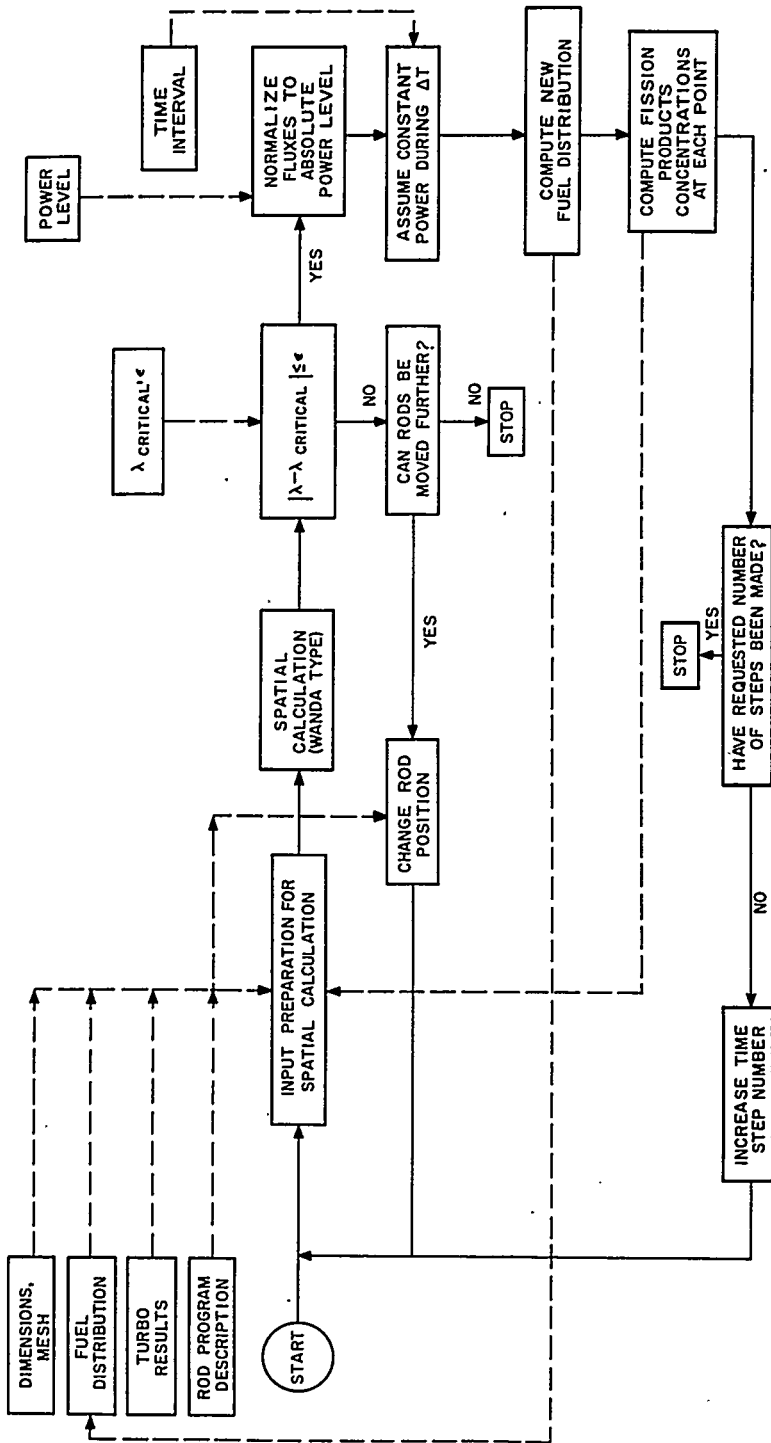 DIMENSIONS,
MESH
FUEL
DISTRIBUTION
TURBO
RESULTS
ROD PROGRAM
DESCRIPTION
START
INPUT PREPARATION FOR
SPATIAL CALCULATION
CHANGE ROD
POSITION
SPATIAL
CALCULATION
(WANDA TYPE)
λ CRITICAL'ϵ
|λ-λ CRITICAL| ≤ϵ
YES
NO
CAN RODS BE
MOVED FURTHER?
YES
NO
STOP
POWER
LEVEL
TIME
INTERVAL
NORMALIZE
FLUXES TO
ABSOLUTE
POWER LEVEL
ASSUME CONSTANT
POWER DURING ΔT
COMPUTE NEW
FUEL DISTRIBUTION
COMPUTE FISSION
PRODUCTS
CONCENTRATIONS
AT EACH POINT
HAVE REQUESTED NUMBER
OF STEPS BEEN MADE?
YES
STOP
NO
INCREASE TIME
STEP NUMBER